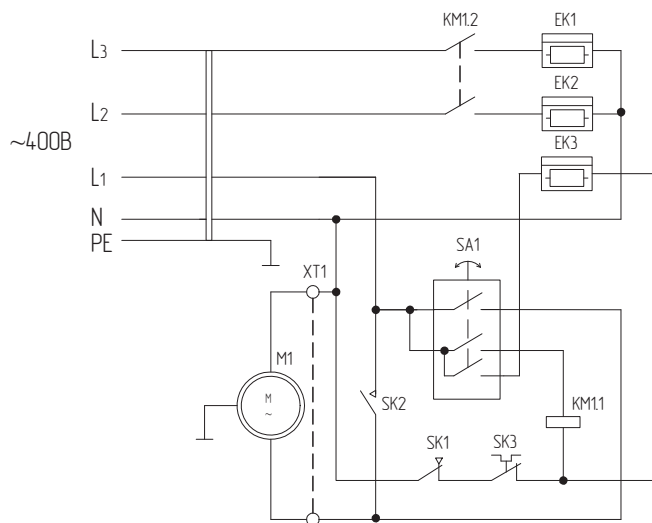 KM1.2
EK1
L3
EK2
L2
~400В
EK3
L1
N
PE
SA1
XT1
M1
M
~
SK2
KM1.1
SK1
SK3